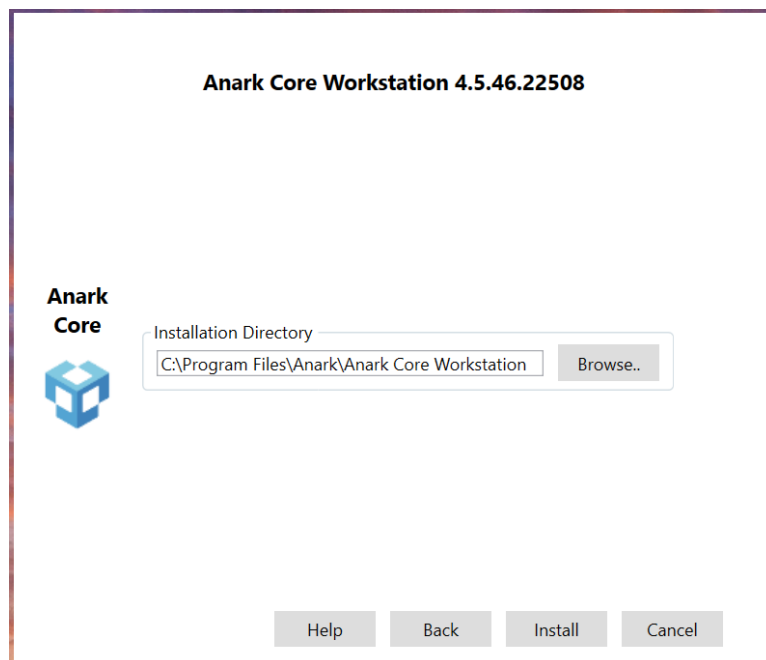 Anark Core Workstation 4.5.46.22508
Anark
Core
Installation Directory
C:\Program Files\Anark\Anark Core Workstation
Browse..
Help
Back
Install
Cancel